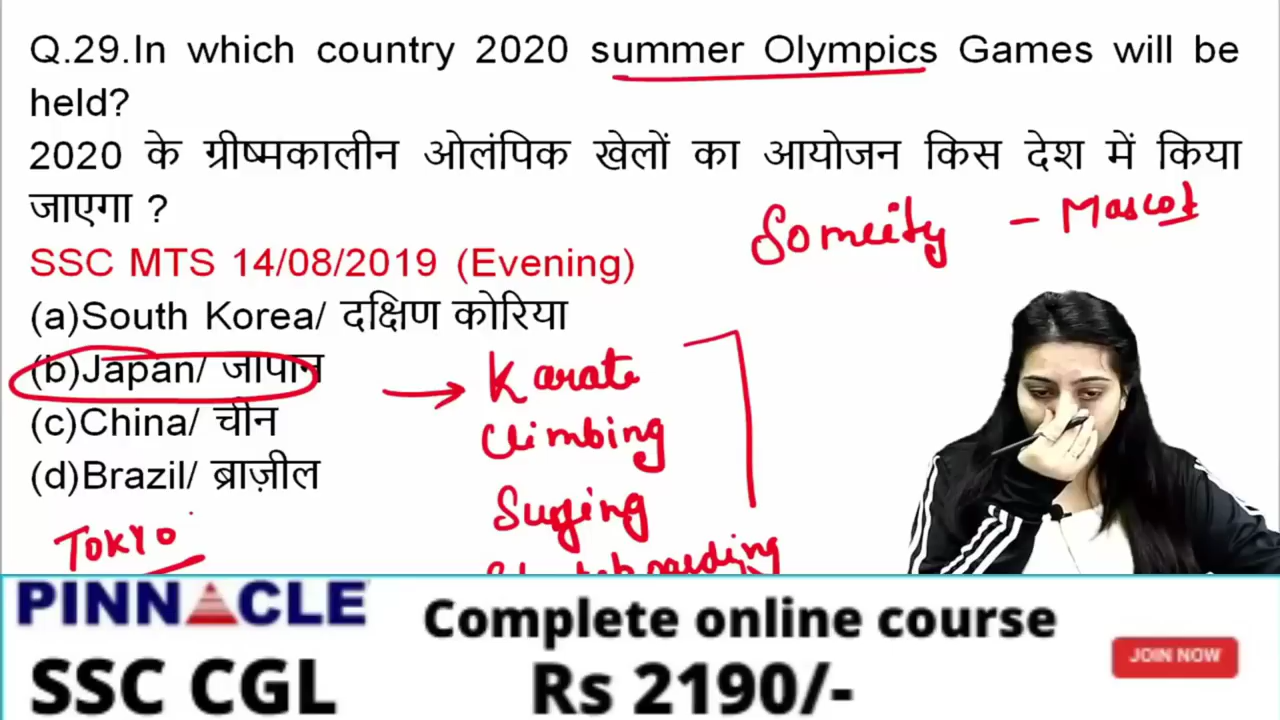 Q.29.In which country 2020 summer Olympics Games will be
held?
2020 के ग्रीष्मकालीन ओलंपिक खेलों का आयोजन किस देश में किया
जाएगा ?
Someity - Mascot
SSC MTS 14/08/2019 (Evening)
(a)South Korea/ दक्षिण कोरिया
(b)Japan/ जापान
Karate
(c)China/ चीन
Climbing
(d)Brazil/ ब्राज़ील
Surfing
TOKYO
Skateboarding
PINNACLE
SSC CGL
Complete online course
Rs 2190/-
JOIN NOW